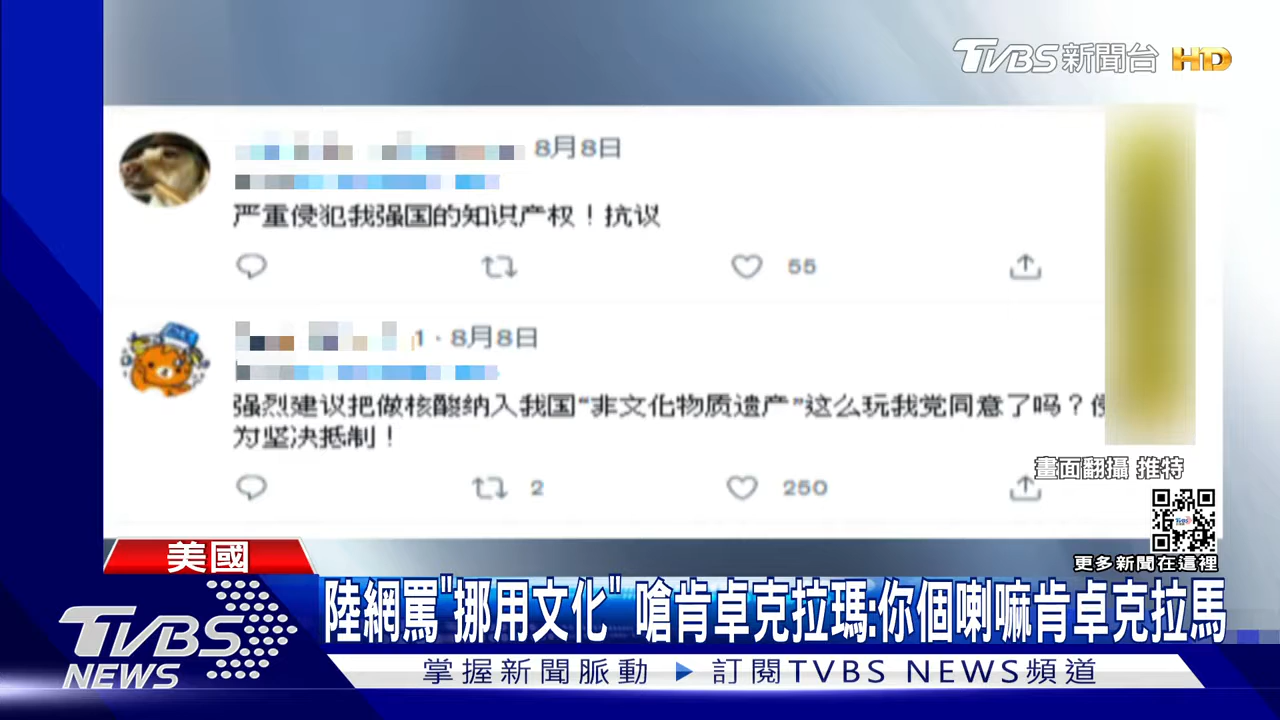 TVBS新聞台 HD
8月8日
严重侵犯我强国的知识产权！抗议
55
1 · 8月8日
强烈建议把做核酸纳入我国“非文化物质遗产”这么玩我党同意了吗？
为坚决抵制！
2
250
畫面翻攝 推特
更多新聞在這裡
美國
陸網罵"挪用文化" 嗆肯卓克拉瑪:你個喇嘛肯卓克拉馬
TVBS NEWS
掌握新聞脈動 ▶ 訂閱TVBS NEWS頻道